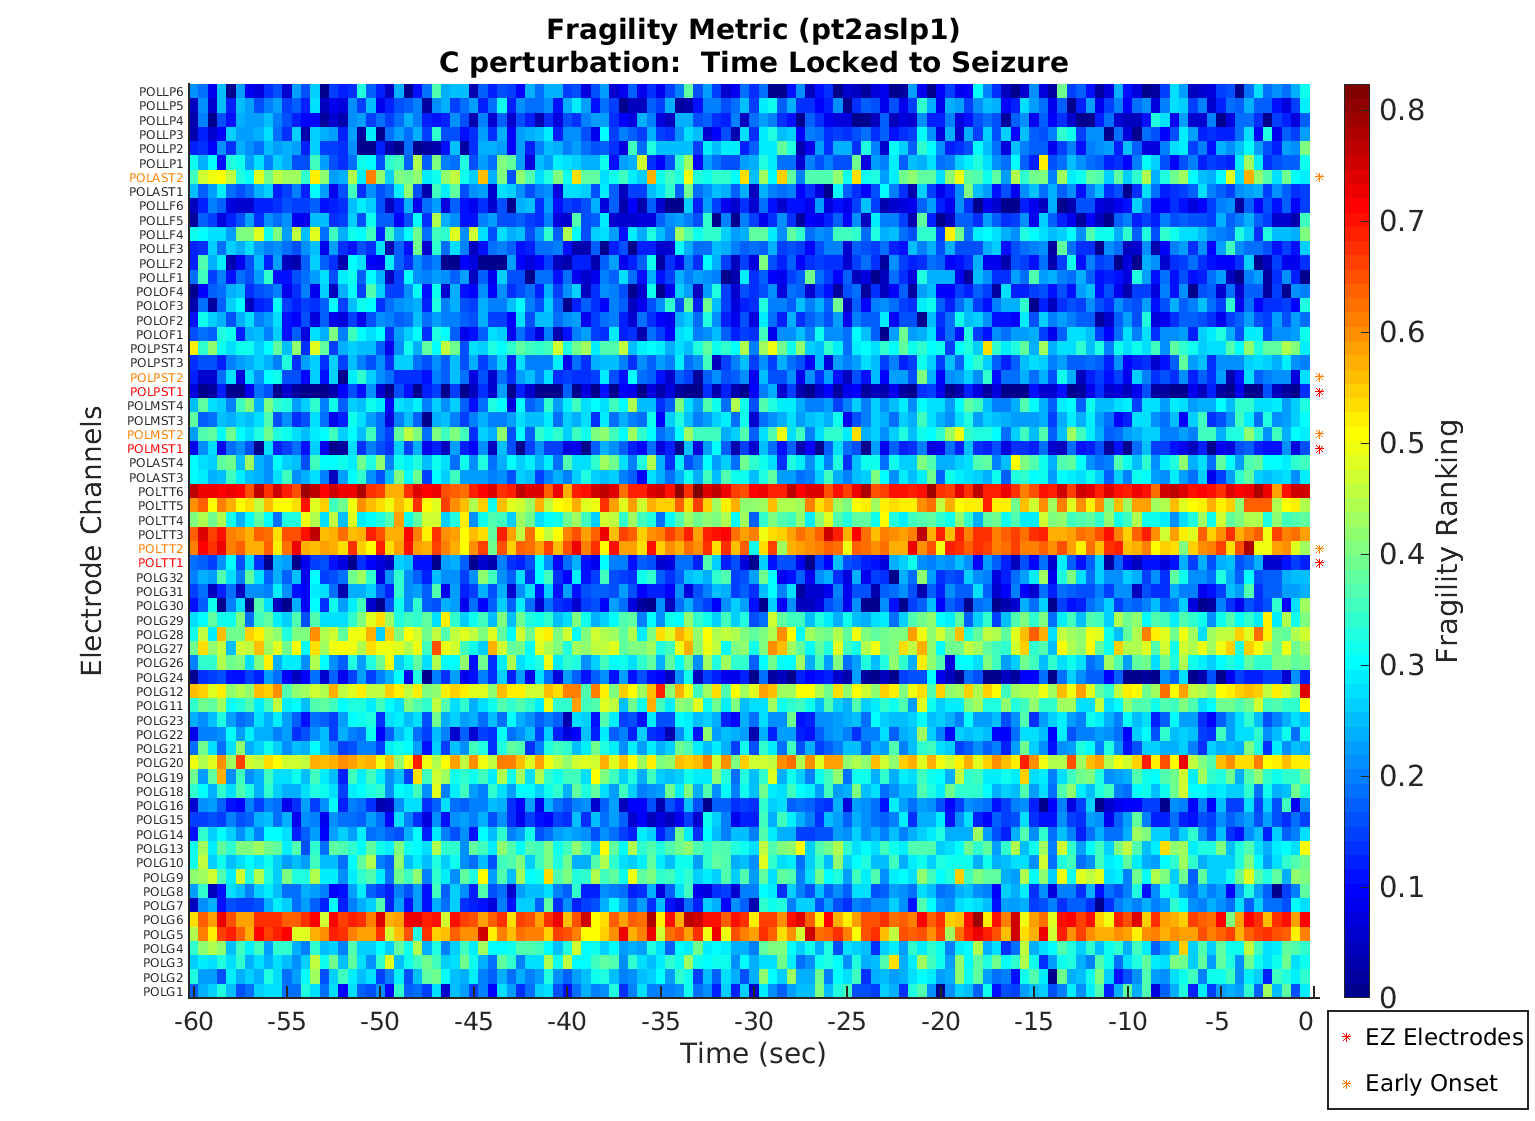 Fragility Metric (pt2aslp1)
C perturbation:  Time Locked to Seizure
Electrode Channels
POLLP6
POLLP5
POLLP4
POLLP3
POLLP2
POLLP1
POLAST2
POLAST1
POLLF6
POLLF5
POLLF4
POLLF3
POLLF2
POLLF1
POLOF4
POLOF3
POLOF2
POLOF1
POLPST4
POLPST3
POLPST2
POLPST1
POLMST4
POLMST3
POLMST2
POLMST1
POLAST4
POLAST3
POLTT6
POLTT5
POLTT4
POLTT3
POLTT2
POLTT1
POLG32
POLG31
POLG30
POLG29
POLG28
POLG27
POLG26
POLG24
POLG12
POLG11
POLG23
POLG22
POLG21
POLG20
POLG19
POLG18
POLG16
POLG15
POLG14
POLG13
POLG10
POLG9
POLG8
POLG7
POLG6
POLG5
POLG4
POLG3
POLG2
POLG1
-60 -55 -50 -45 -40 -35 -30 -25 -20 -15 -10 -5 0
Time (sec)
0.8
0.7
0.6
0.5
0.4
0.3
0.2
0.1
0
Fragility Ranking
EZ Electrodes
Early Onset